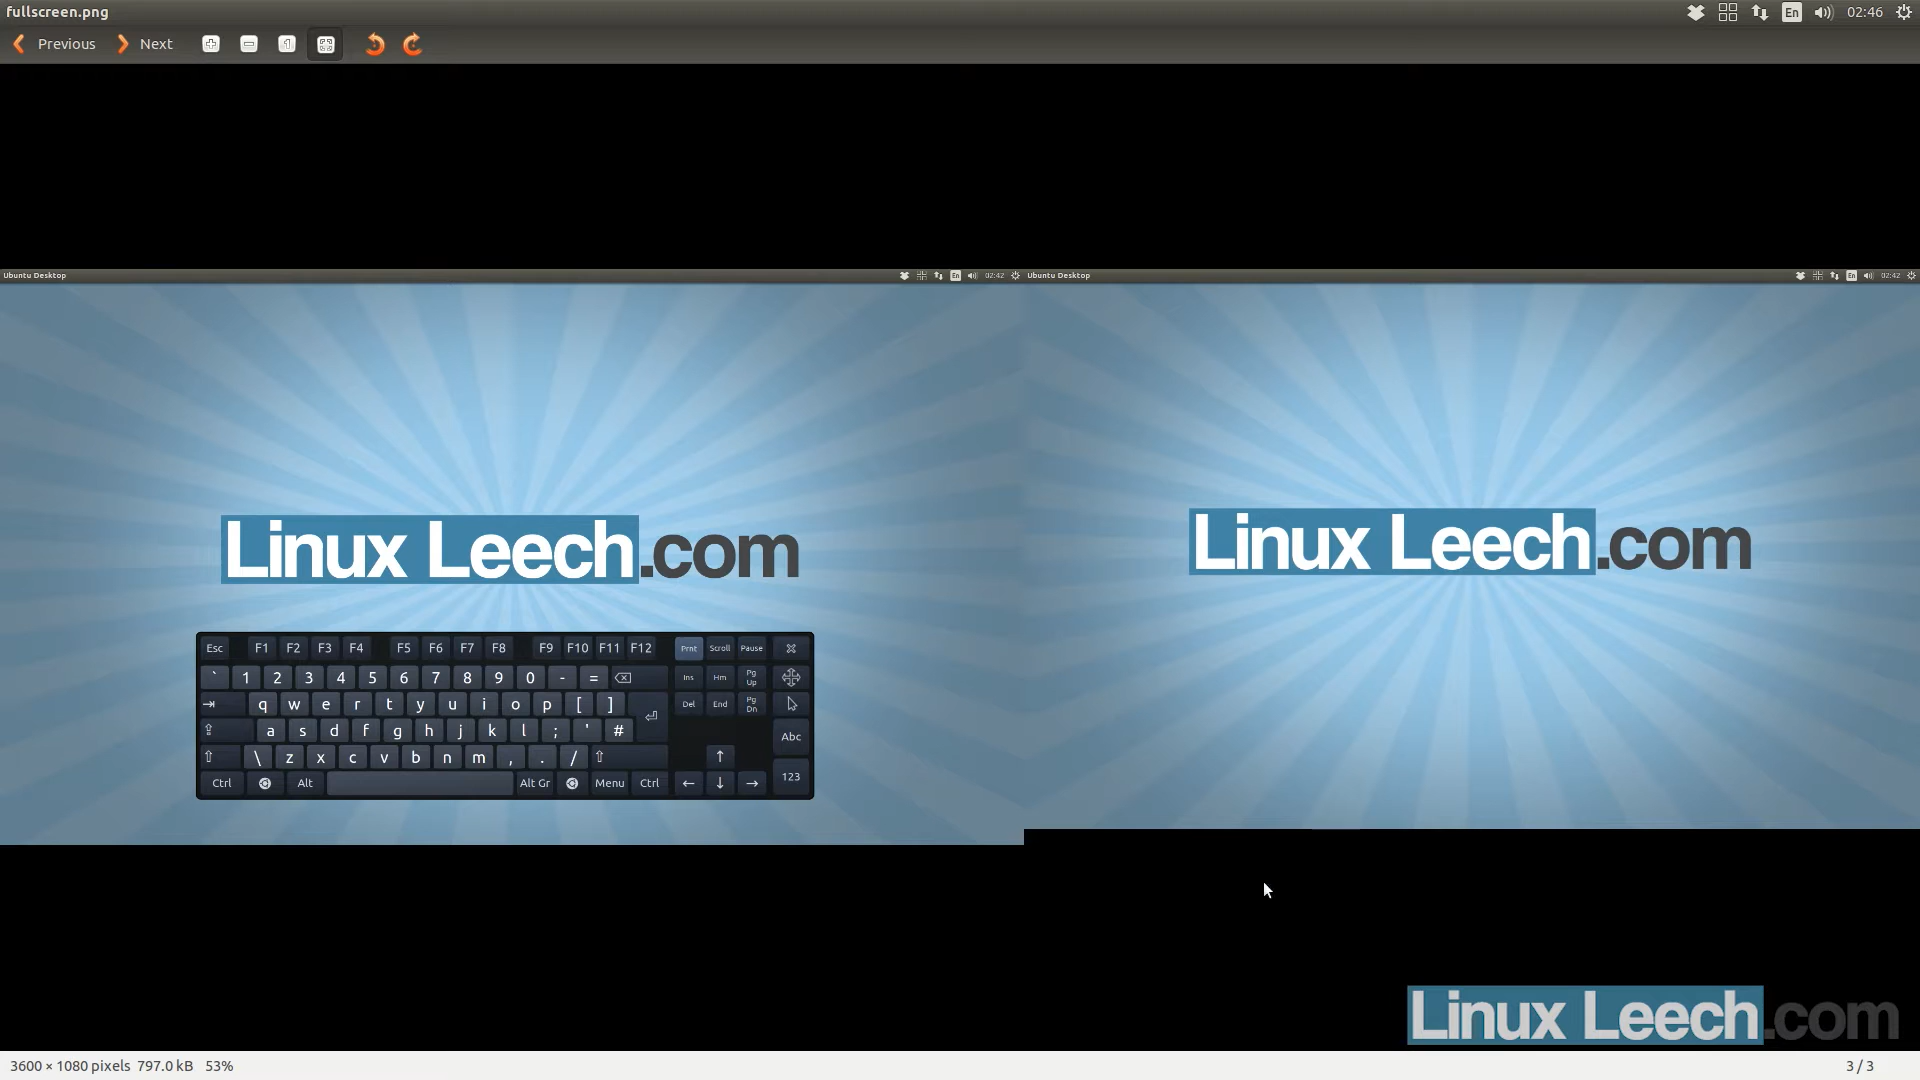 fullscreen.png
En 02:46
Previous Next
Ubuntu Desktop En 02:42
Ubuntu Desktop En 02:42
Linux Leech.com
Linux Leech.com
Esc F1 F2 F3 F4 F5 F6 F7 F8 F9 F10 F11 F12 Prnt Scroll Pause
` 1 2 3 4 5 6 7 8 9 0 - = Ins Hm Pg Up
q w e r t y u i o p [ ] Del End Pg Dn
a s d f g h j k l ; ' # Abc
\ z x c v b n m , . /
Ctrl Alt Alt Gr Menu Ctrl 123
Linux Leech.com
3600 × 1080 pixels 797.0 kB 53% 3 / 3